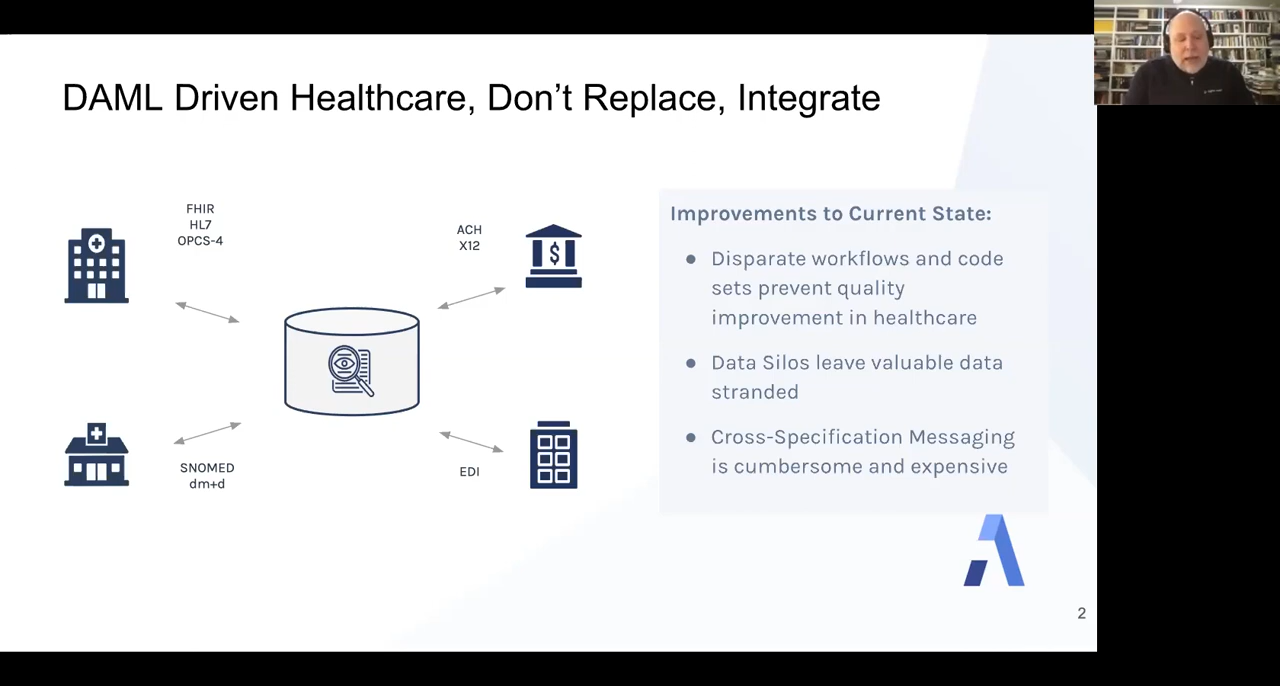 DAML Driven Healthcare, Don't Replace, Integrate
FHIR
HL7
OPCS-4
ACH
X12
$
SNOMED
dm+d
EDI
Improvements to Current State:
● Disparate workflows and code
sets prevent quality
improvement in healthcare
● Data Silos leave valuable data
stranded
● Cross-Specification Messaging
is cumbersome and expensive
2